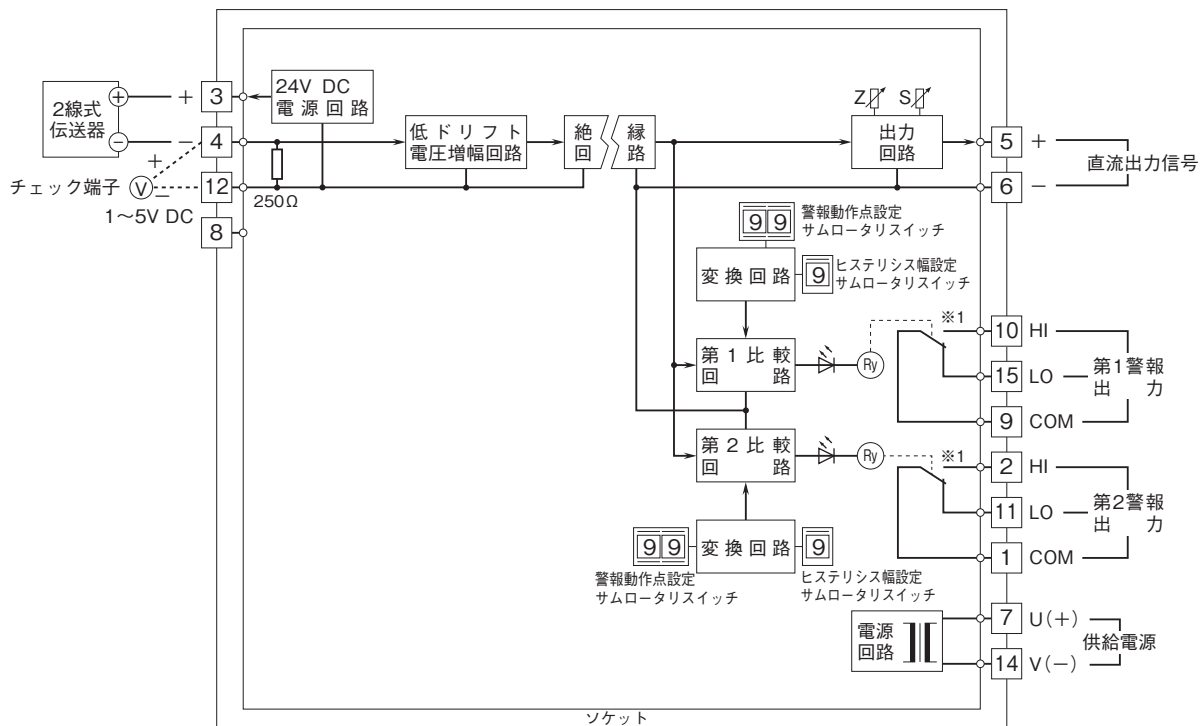 2線式
伝送器
+
−
+
−
3
4
12
8
+
−
V
チェック端子
1～5V DC
24V DC
電源回路
250Ω
低ドリフト
電圧増幅回路
絶縁
回路
Z
S
出力
回路
5
+
6
−
直流出力信号
99
警報動作点設定
サムロータリスイッチ
変換回路
9
ヒステリシス幅設定
サムロータリスイッチ
第1比較
回路
Ry
※1
10
HI
15
LO
9
COM
第1警報
出力
第2比較
回路
Ry
※1
2
HI
11
LO
1
COM
第2警報
出力
99
変換回路
9
警報動作点設定
サムロータリスイッチ
ヒステリシス幅設定
サムロータリスイッチ
電源
回路
7
U(+)
14
V(−)
供給電源
ソケット